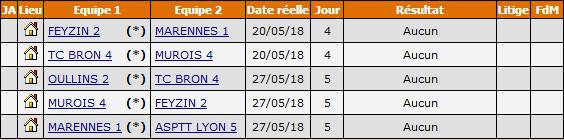 JA Lieu Equipe 1 Equipe 2 Date réelle Jour Résultat Litige FdM
FEYZIN 2 (*) MARENNES 1 20/05/18 4 Aucun
TC BRON 4 (*) MUROIS 4 20/05/18 4 Aucun
OULLINS 2 (*) TC BRON 4 27/05/18 5 Aucun
MUROIS 4 (*) FEYZIN 2 27/05/18 5 Aucun
MARENNES 1 (*) ASPTT LYON 5 27/05/18 5 Aucun